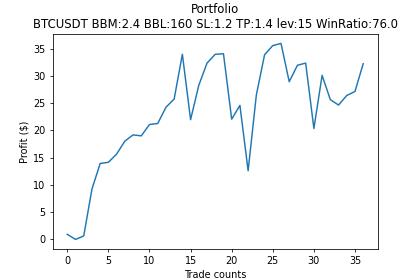 Portfolio
BTCUSDT BBM:2.4 BBL:160 SL:1.2 TP:1.4 lev:15 WinRatio:76.0
Profit ($)
35
30
25
20
15
10
5
0
0 5 10 15 20 25 30 35
Trade counts